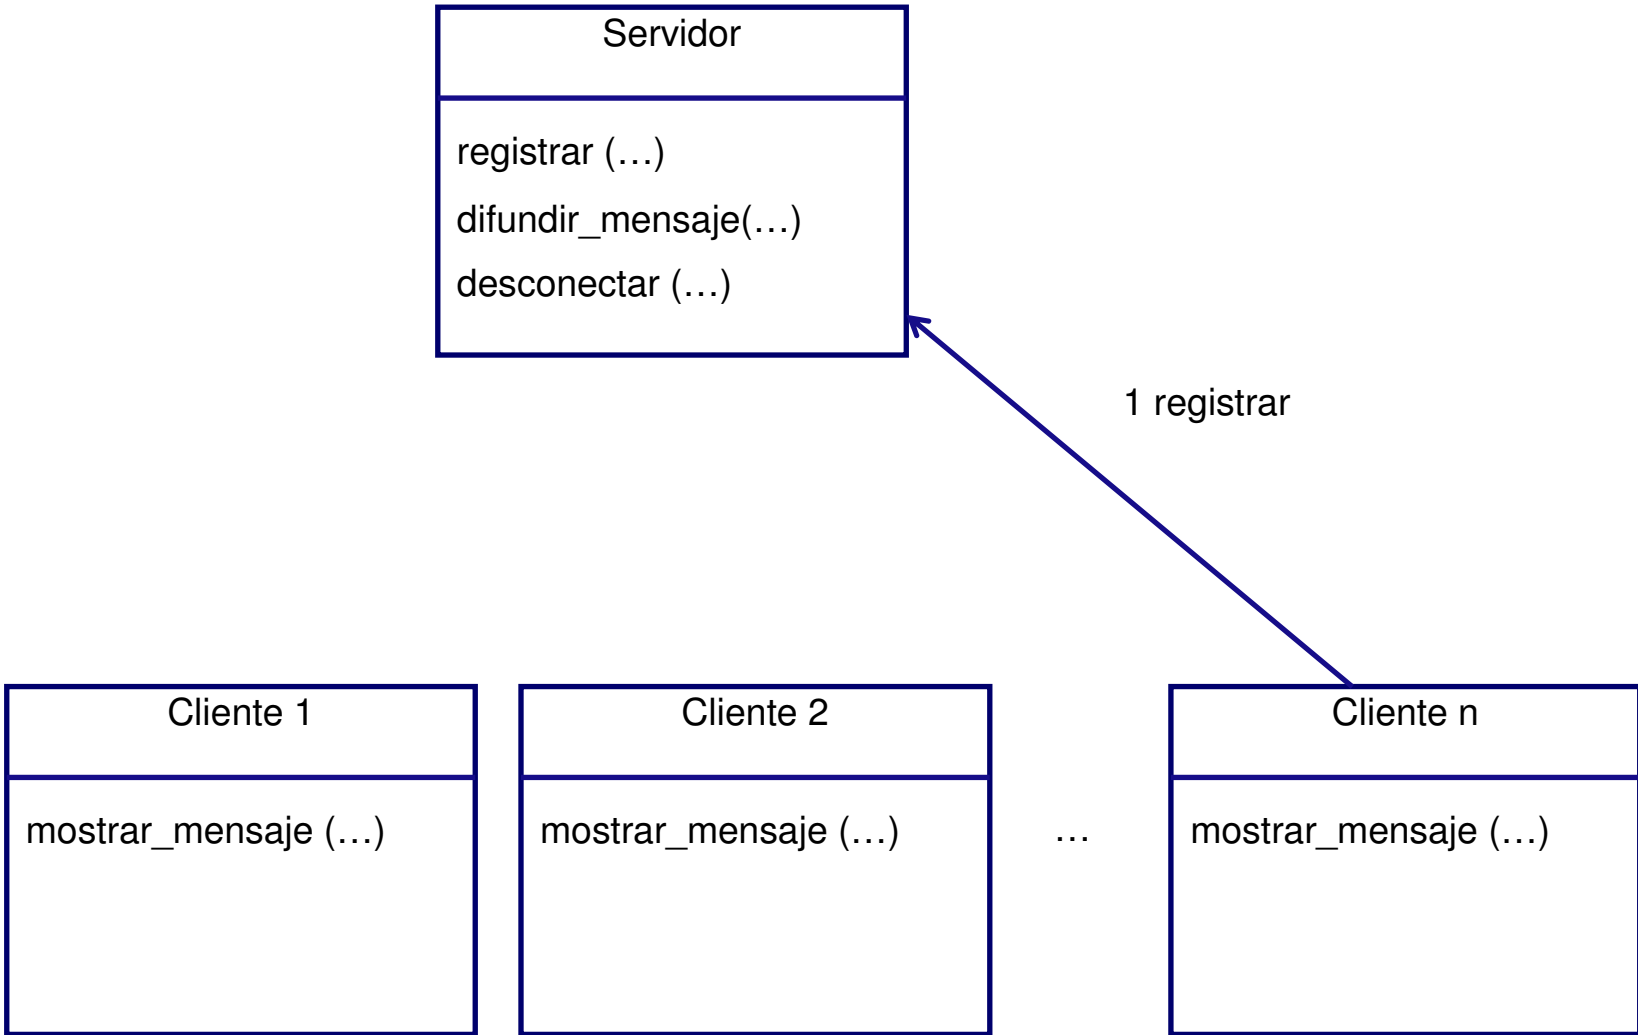 Servidor
registrar (…)
difundir_mensaje(…)
desconectar (…)
1 registrar
Cliente 1
Cliente 2
Cliente n
mostrar_mensaje (…)
mostrar_mensaje (…)
…
mostrar_mensaje (…)